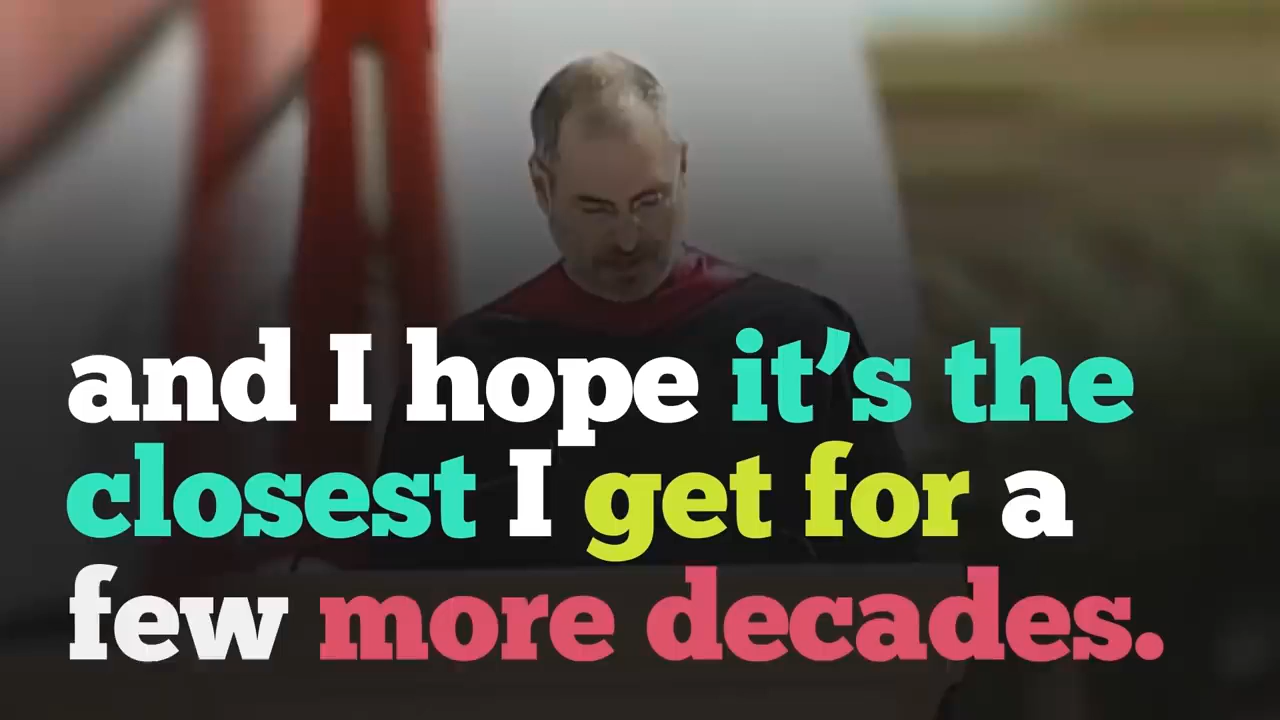 and I hope it’s the
closest I get for a
few more decades.